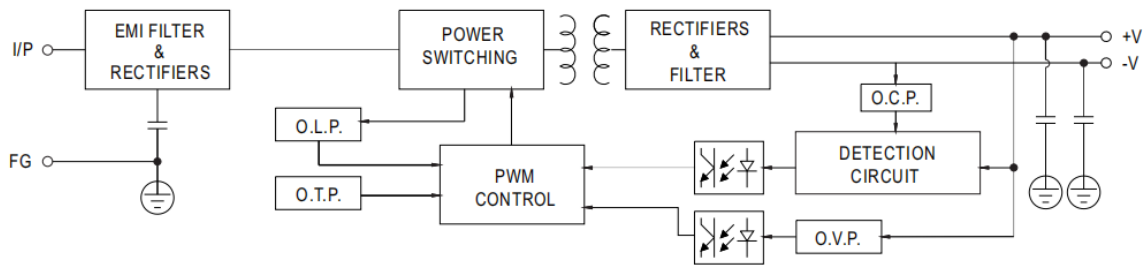 I/P
EMI FILTER
&
RECTIFIERS
POWER
SWITCHING
RECTIFIERS
&
FILTER
+V
-V
O.C.P.
O.L.P.
FG
PWM
CONTROL
DETECTION
CIRCUIT
O.T.P.
O.V.P.